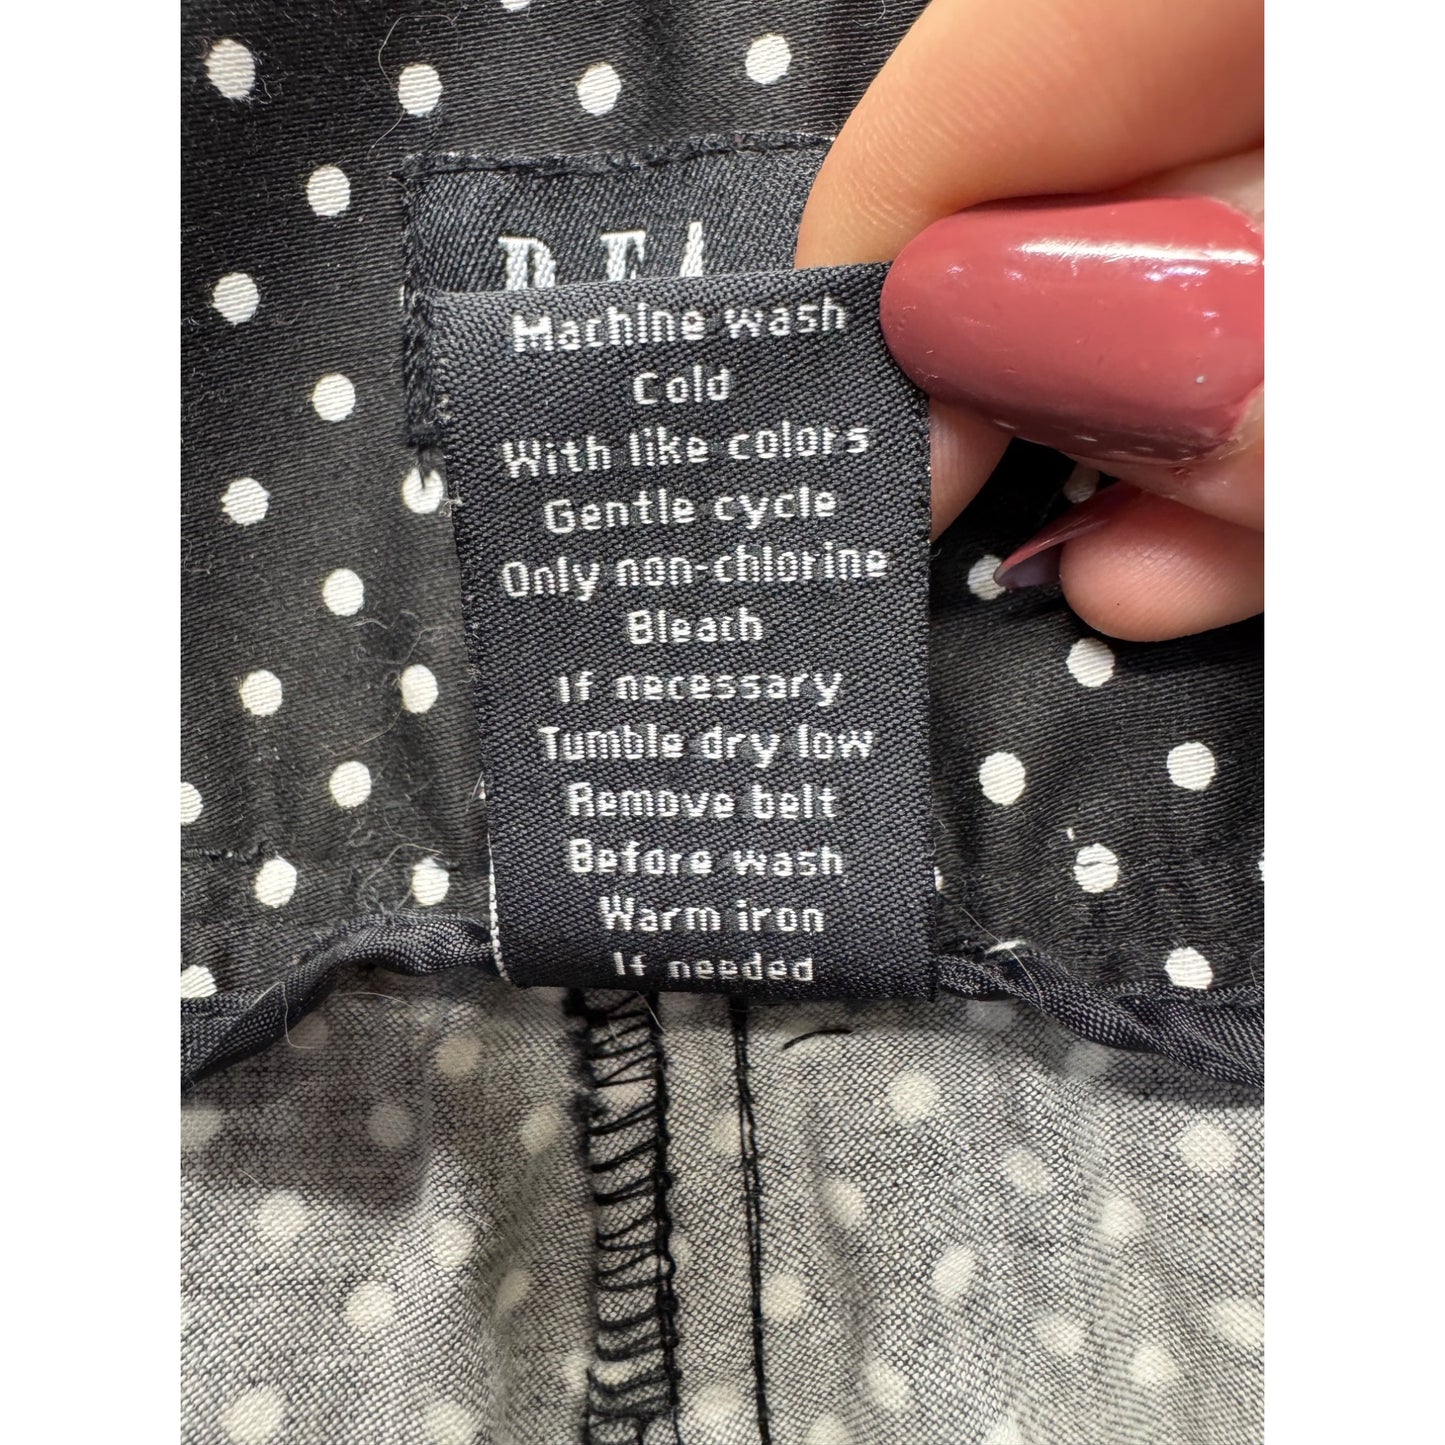 Machine wash
Cold
With like colors
Gentle cycle
Only non-chlorine
Bleach
If necessary
Tumble dry low
Remove belt
Before wash
Warm iron
If needed